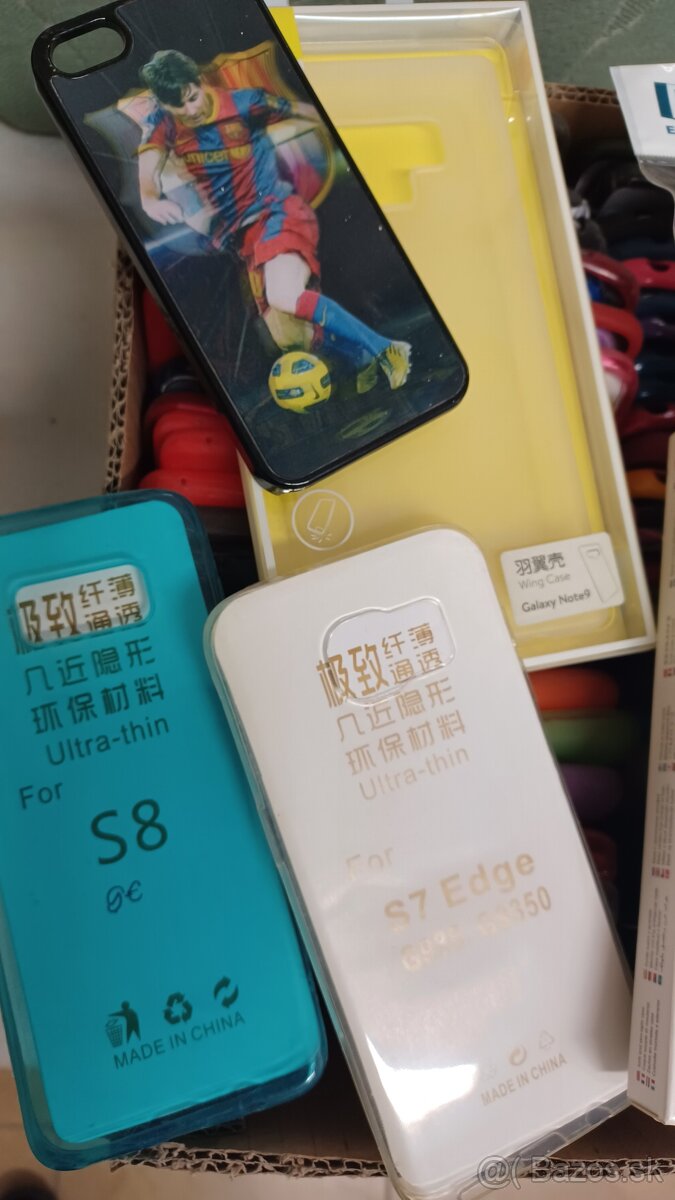 unicef
羽翼壳
Wing Case
Galaxy Note9
极致纤薄
通透
几近隐形
环保材料
Ultra-thin
For
S8
MADE IN CHINA
极致纤薄
通透
几近隐形
环保材料
Ultra-thin
For
S7 Edge
MADE IN CHINA
Bazos.sk